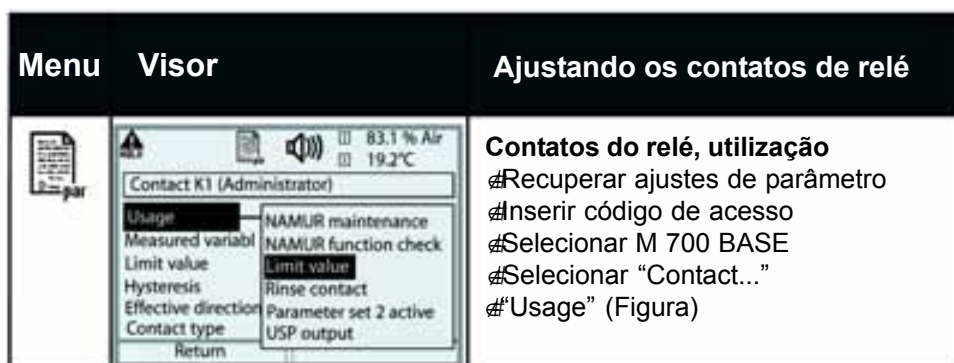 Menu
Visor
Ajustando os contatos de relé
par
83.1 % Air
19.2°C
Contact K1 (Administrator)
Usage
Measured variabl
Limit value
Hysteresis
Effective direction
Contact type
Return
NAMUR maintenance
NAMUR function check
Limit value
Rinse contact
Parameter set 2 active
USP output
Contatos do relé, utilização
Recuperar ajustes de parâmetro
Inserir código de acesso
Selecionar M 700 BASE
Selecionar “Contact...”
“Usage” (Figura)